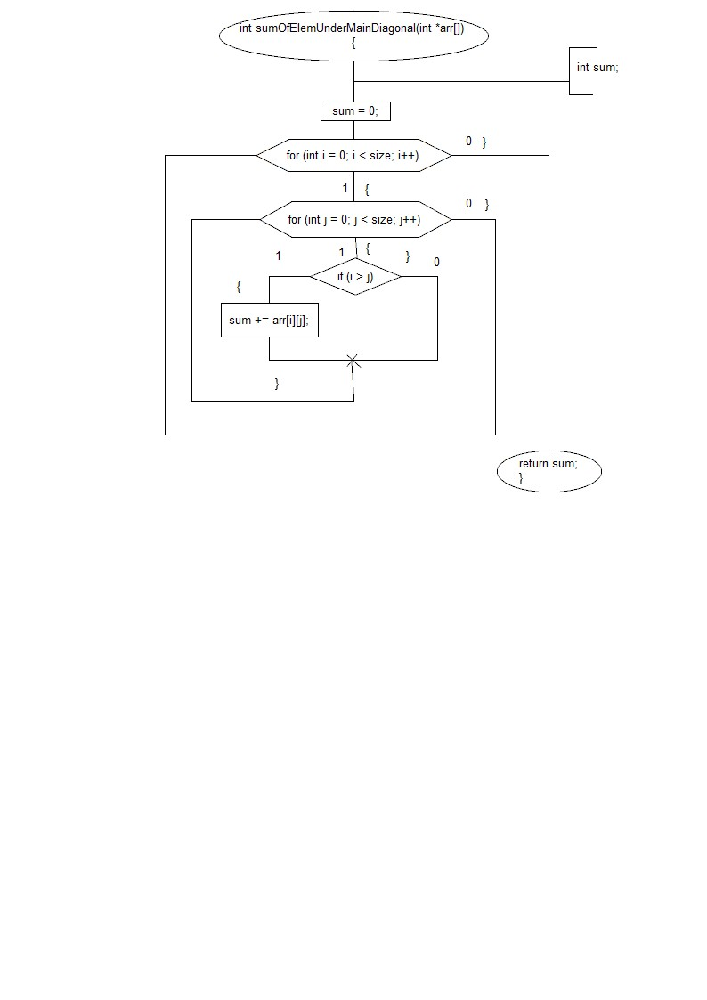 int sumOfElemUnderMainDiagonal(int *arr[])
{
int sum;
sum = 0;
0 }
for (int i = 0; i < size; i++)
1 {
0 }
for (int j = 0; j < size; j++)
1
1 {
}
0
if (i > j)
{
sum += arr[i][j];
}
return sum;
}